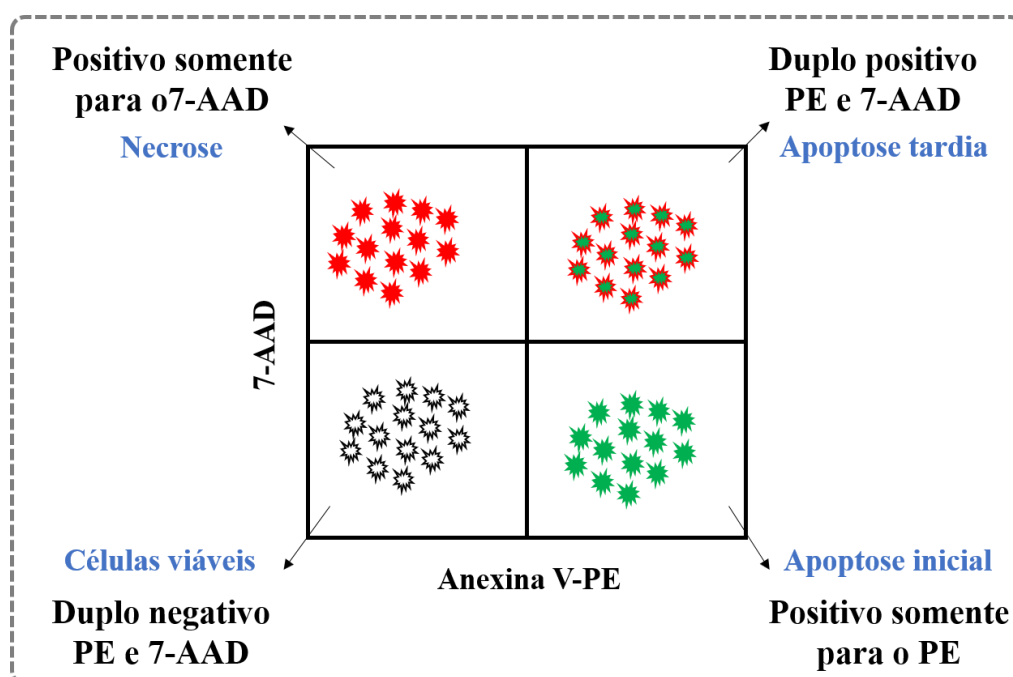 Positivo somente
para o7-AAD
Necrose
Duplo positivo
PE e 7-AAD
Apoptose tardia
7-AAD
Anexina V-PE
Células viáveis
Duplo negativo
PE e 7-AAD
Apoptose inicial
Positivo somente
para o PE